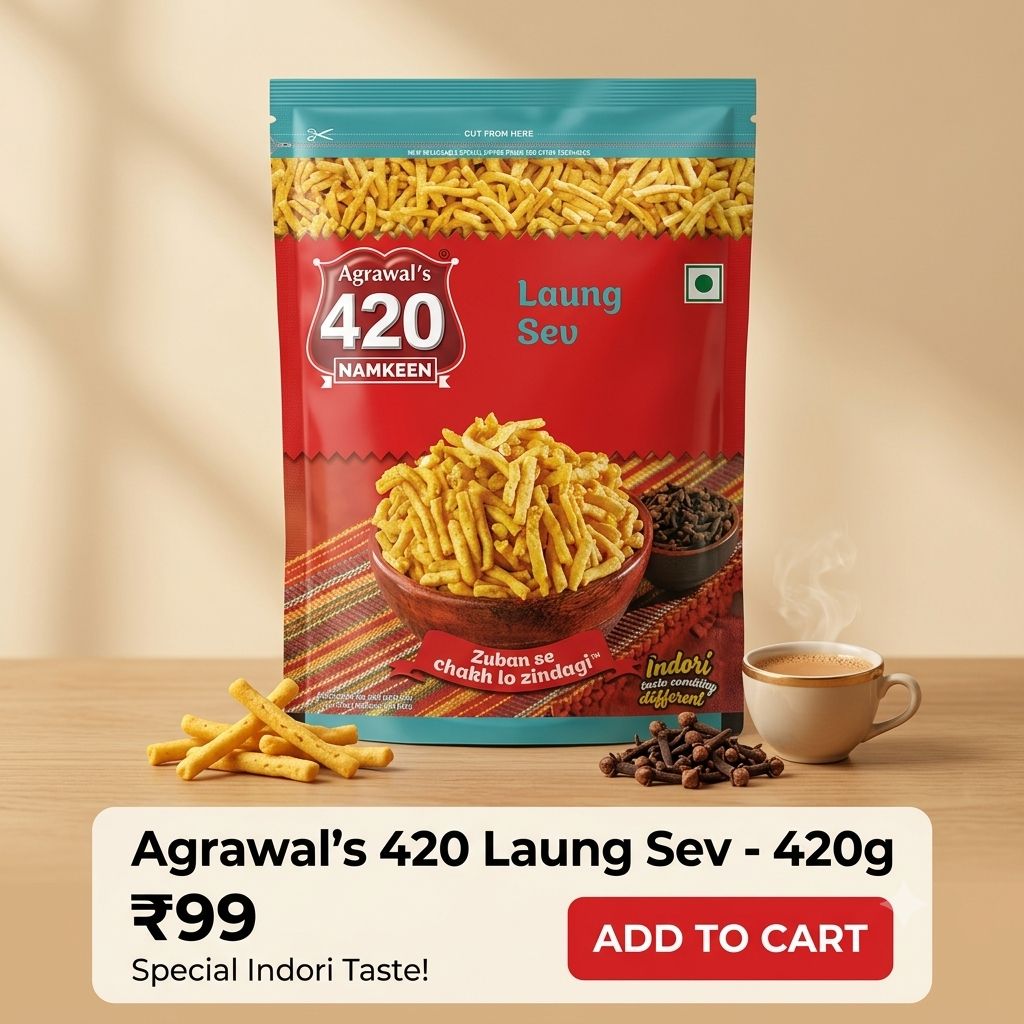 CUT FROM HERE
Agrawal's
420
NAMKEEN
Laung
Sev
Zuban se
chakh lo zindagi™
Indori
different
Agrawal's 420 Laung Sev - 420g
₹99
Special Indori Taste!
ADD TO CART